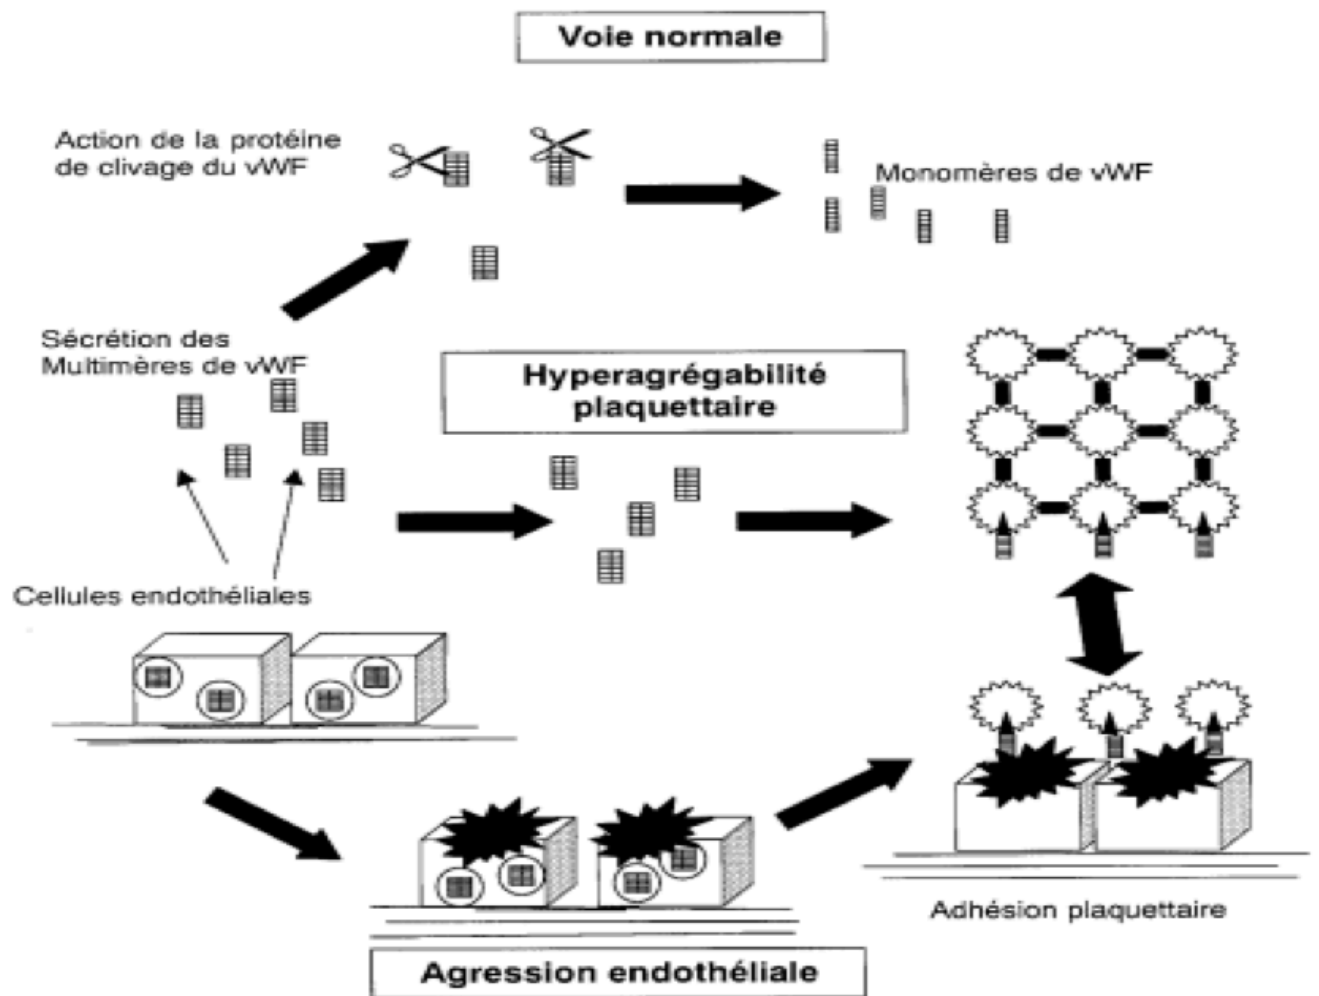 Voie normale
Action de la protéine
de clivage du vWF
Monomères de vWF
Sécrétion des
Multimères de vWF
Hyperagrégabilité
plaquettaire
Cellules endothéliales
Adhésion plaquettaire
Agression endothéliale